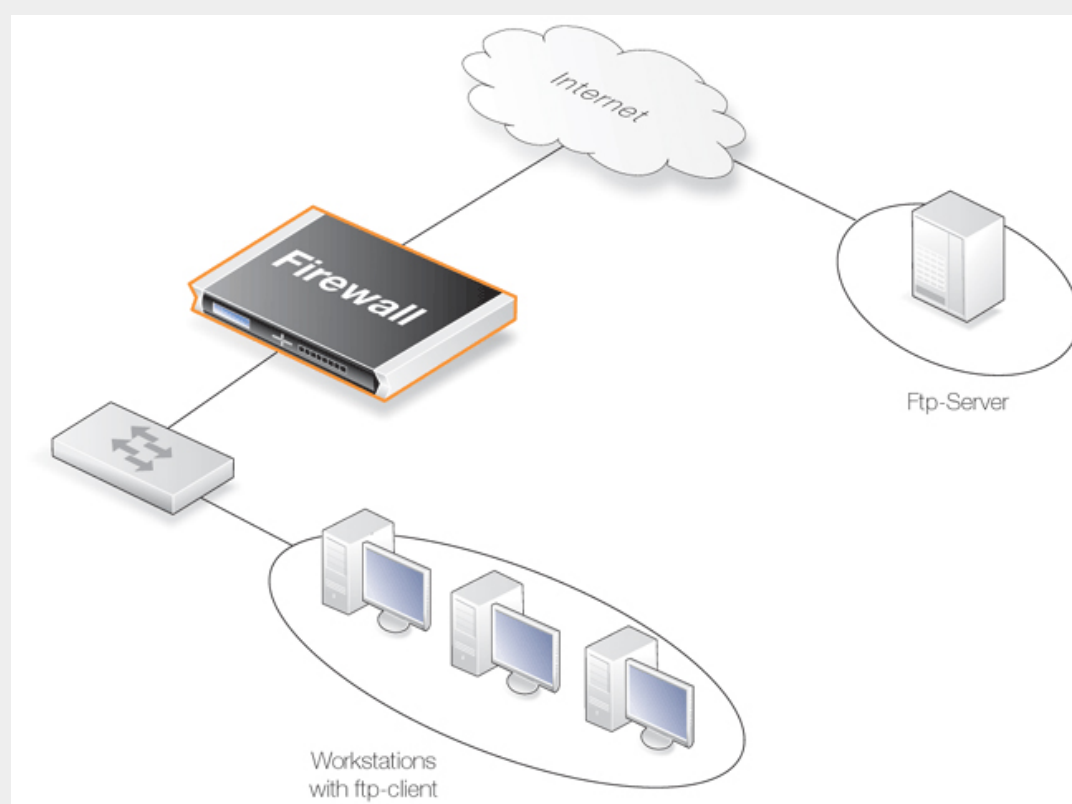 Internet
Firewall
Ftp-Server
Workstations
with ftp-client